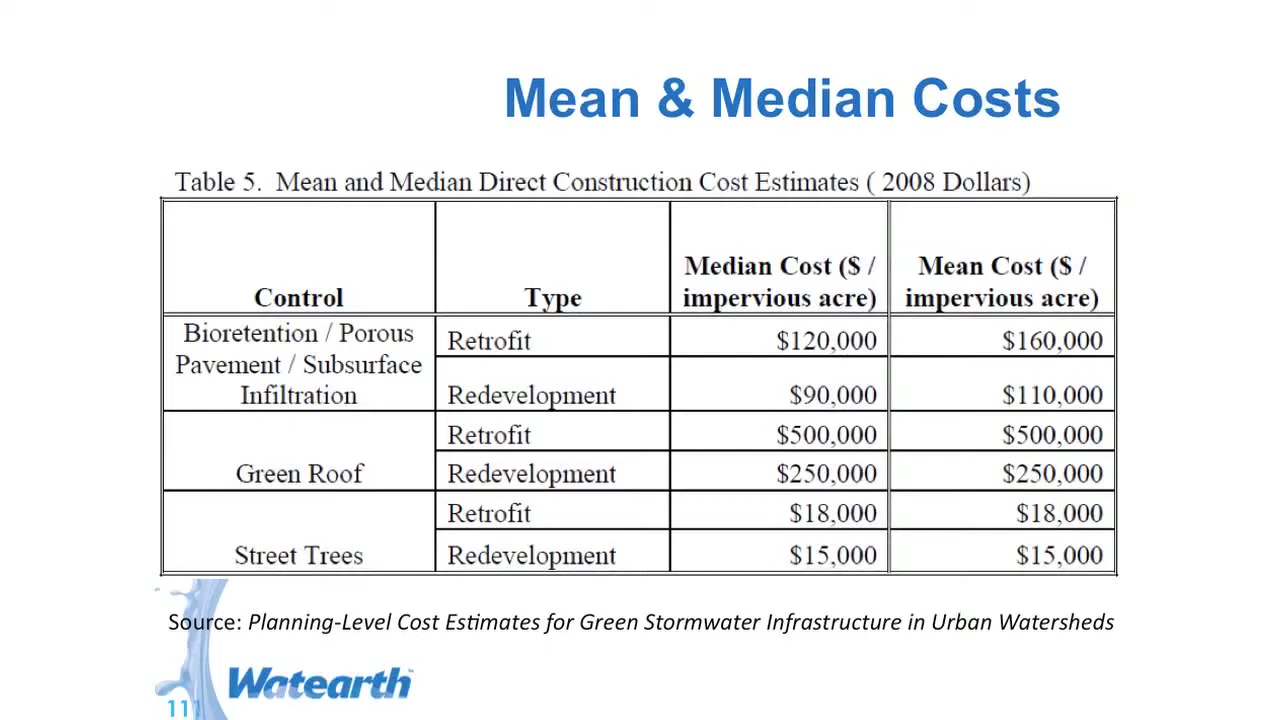 Mean & Median Costs
Table 5. Mean and Median Direct Construction Cost Estimates ( 2008 Dollars)
Control Type Median Cost ($ / impervious acre) Mean Cost ($ / impervious acre)
Bioretention / Porous Pavement / Subsurface Infiltration Retrofit $120,000 $160,000
Redevelopment $90,000 $110,000
Green Roof Retrofit $500,000 $500,000
Redevelopment $250,000 $250,000
Street Trees Retrofit $18,000 $18,000
Redevelopment $15,000 $15,000
Source: Planning-Level Cost Estimates for Green Stormwater Infrastructure in Urban Watersheds
Watearth™
111